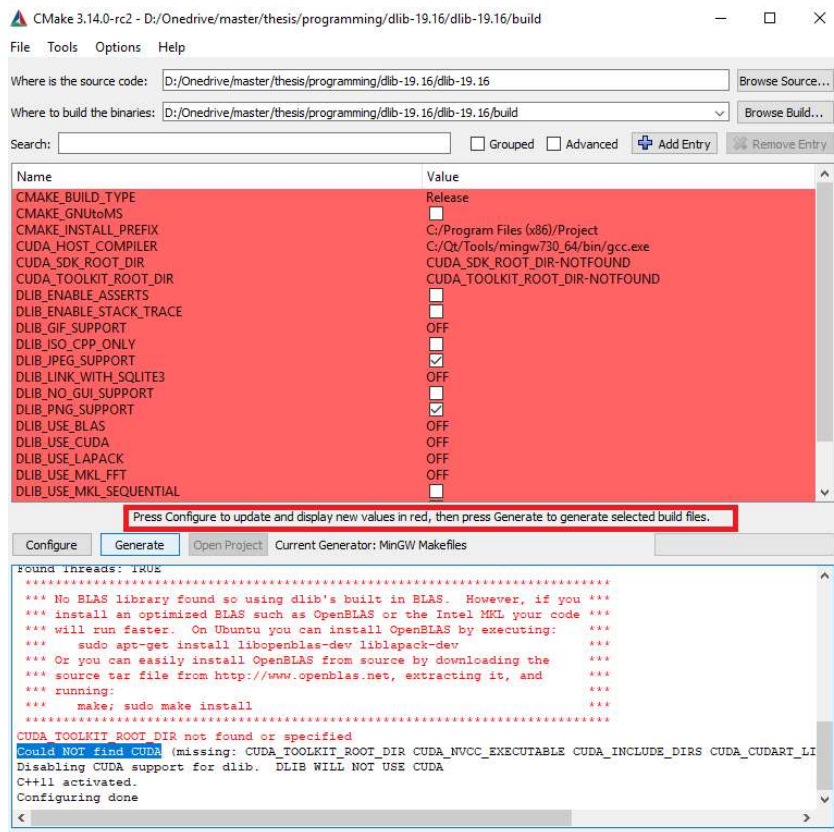 CMake 3.14.0-rc2 - D:/Onedrive/master/thesis/programming/dlib-19.16/dlib-19.16/build
File Tools Options Help
Where is the source code: D:/Onedrive/master/thesis/programming/dlib-19.16/dlib-19.16 Browse Source...
Where to build the binaries: D:/Onedrive/master/thesis/programming/dlib-19.16/dlib-19.16/build Browse Build...
Search: Grouped Advanced Add Entry Remove Entry
Name Value
CMAKE_BUILD_TYPE Release
CMAKE_GNUtoMS
CMAKE_INSTALL_PREFIX C:/Program Files (x86)/Project
CUDA_HOST_COMPILER C:/Qt/Tools/mingw730_64/bin/gcc.exe
CUDA_SDK_ROOT_DIR CUDA_SDK_ROOT_DIR-NOTFOUND
CUDA_TOOLKIT_ROOT_DIR CUDA_TOOLKIT_ROOT_DIR-NOTFOUND
DLIB_ENABLE_ASSERTS
DLIB_ENABLE_STACK_TRACE
DLIB_GIF_SUPPORT OFF
DLIB_ISO_CPP_ONLY
DLIB_JPEG_SUPPORT
DLIB_LINK_WITH_SQLITE3 OFF
DLIB_NO_GUI_SUPPORT
DLIB_PNG_SUPPORT
DLIB_USE_BLAS OFF
DLIB_USE_CUDA OFF
DLIB_USE_LAPACK OFF
DLIB_USE_MKL_FFT OFF
DLIB_USE_MKL_SEQUENTIAL
Press Configure to update and display new values in red, then press Generate to generate selected build files.
Configure Generate Open Project Current Generator: MinGW Makefiles
Found Threads: TRUE
*******************************************************************************
*** No BLAS library found so using dlib's built in BLAS.  However, if you ***
*** install an optimized BLAS such as OpenBLAS or the Intel MKL your code ***
*** will run faster.  On Ubuntu you can install OpenBLAS by executing:    ***
***    sudo apt-get install libopenblas-dev liblapack-dev                 ***
*** Or you can easily install OpenBLAS from source by downloading the     ***
*** source tar file from http://www.openblas.net, extracting it, and      ***
*** running:                                                              ***
***    make; sudo make install                                            ***
*******************************************************************************
CUDA_TOOLKIT_ROOT_DIR not found or specified
Could NOT find CUDA (missing: CUDA_TOOLKIT_ROOT_DIR CUDA_NVCC_EXECUTABLE CUDA_INCLUDE_DIRS CUDA_CUDART_LI
Disabling CUDA support for dlib.  DLIB WILL NOT USE CUDA
C++11 activated.
Configuring done